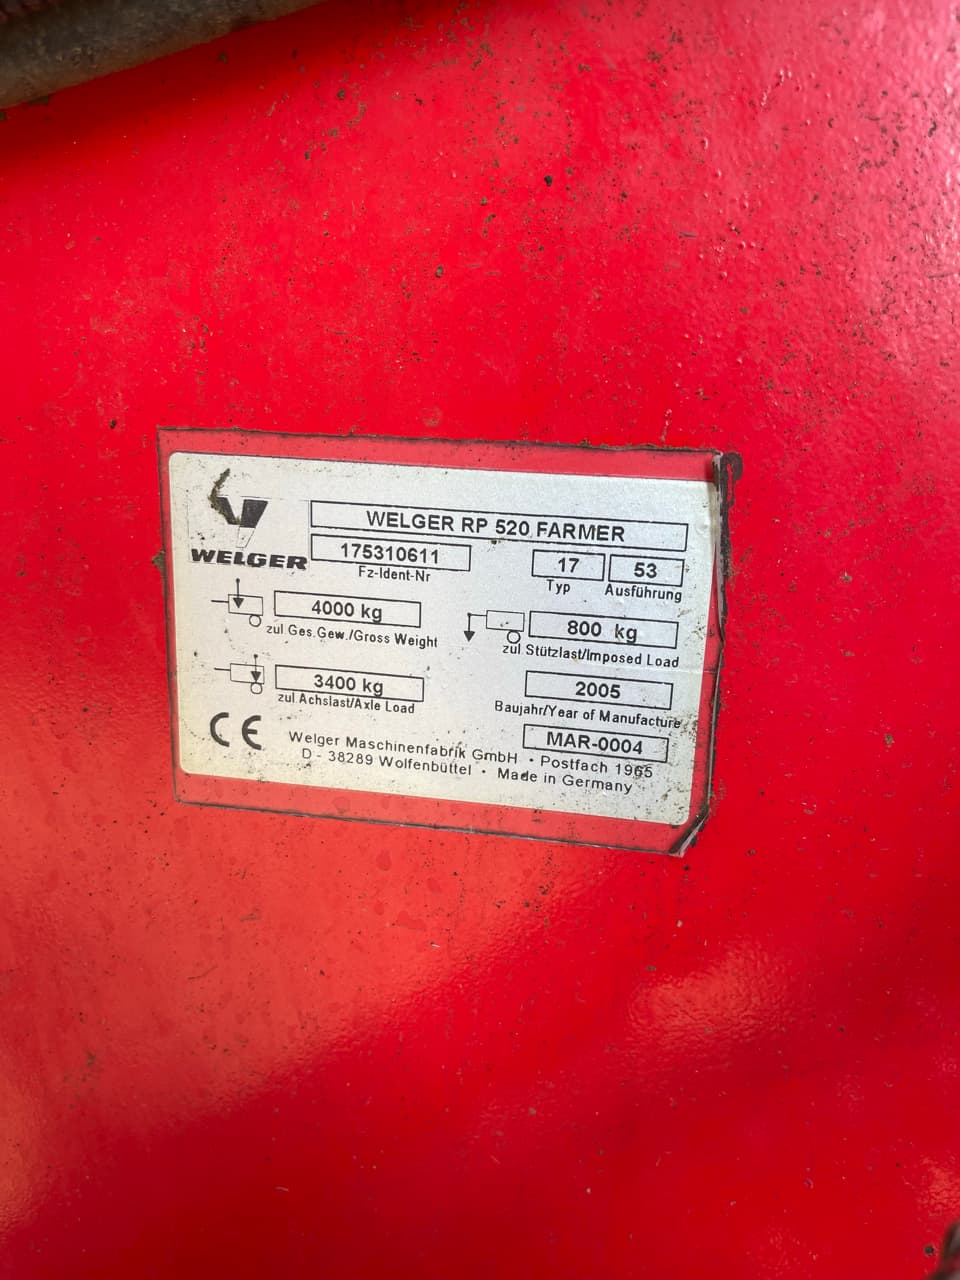 WELGER RP 520 FARMER
WELGER
175310611
17
53
Fz-Ident-Nr
Typ
Ausführung
4000 kg
800 kg
zul Ges.Gew./Gross Weight
zul Stützlast/Imposed Load
3400 kg
2005
zul Achslast/Axle Load
Baujahr/Year of Manufacture
MAR-0004
CE
Welger Maschinenfabrik GmbH • Postfach 1965
D - 38289 Wolfenbüttel • Made in Germany